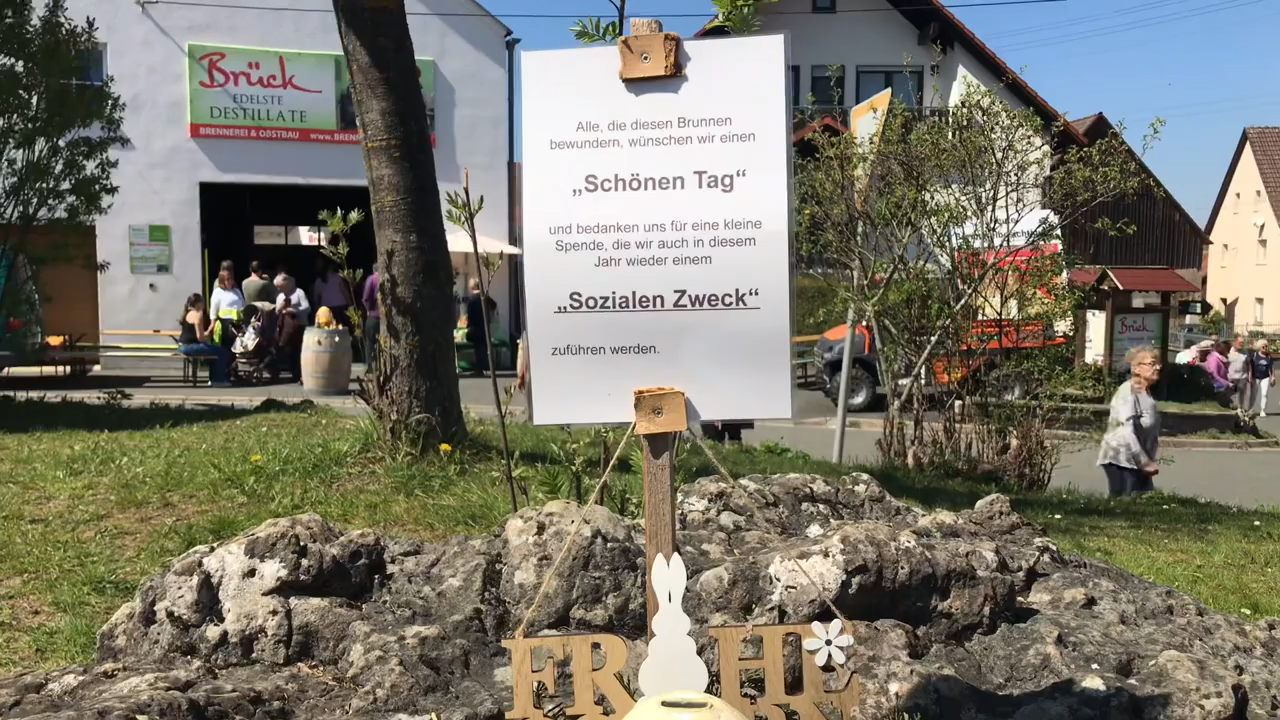 Brück
EDELSTE
DESTILLATE
BRENNEREI & OBSTBAU
Alle, die diesen Brunnen
bewundern, wünschen wir einen
„Schönen Tag“
und bedanken uns für eine kleine
Spende, die wir auch in diesem
Jahr wieder einem
„Sozialen Zweck“
zuführen werden.
Brück